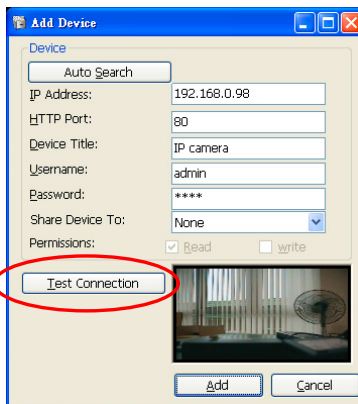 Add Device
Device
Auto Search
IP Address: 192.168.0.98
HTTP Port: 80
Device Title: IP camera
Username: admin
Password: ****
Share Device To: None
Permissions: Read write
Test Connection
Add Cancel